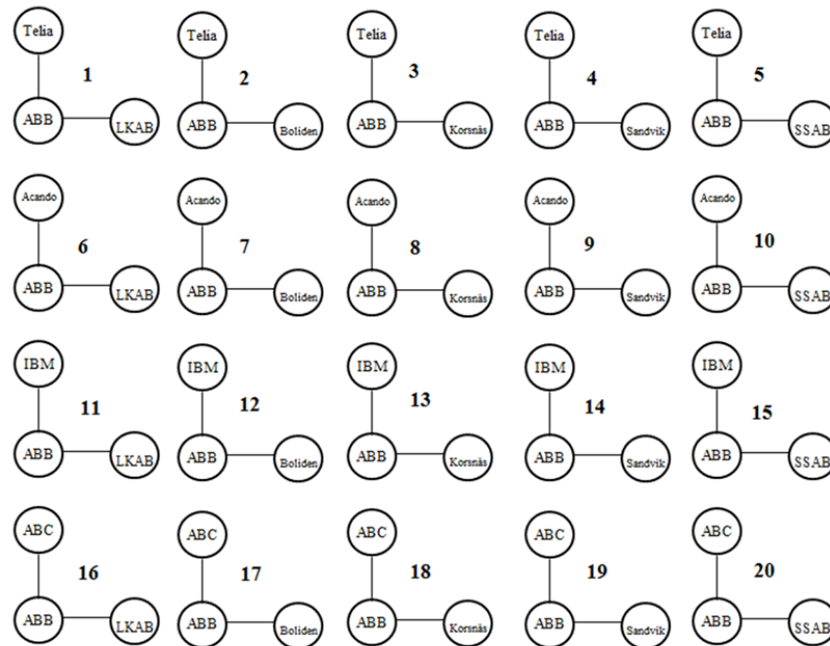 Telia Telia Telia Telia Telia
1 2 3 4 5
ABB LKAB ABB Boliden ABB Korsnäs ABB Sandvik ABB SSAB
Acando Acando Acando Acando Acando
6 7 8 9 10
ABB LKAB ABB Boliden ABB Korsnäs ABB Sandvik ABB SSAB
IBM IBM IBM IBM IBM
11 12 13 14 15
ABB LKAB ABB Boliden ABB Korsnäs ABB Sandvik ABB SSAB
ABC ABC ABC ABC ABC
16 17 18 19 20
ABB LKAB ABB Boliden ABB Korsnäs ABB Sandvik ABB SSAB